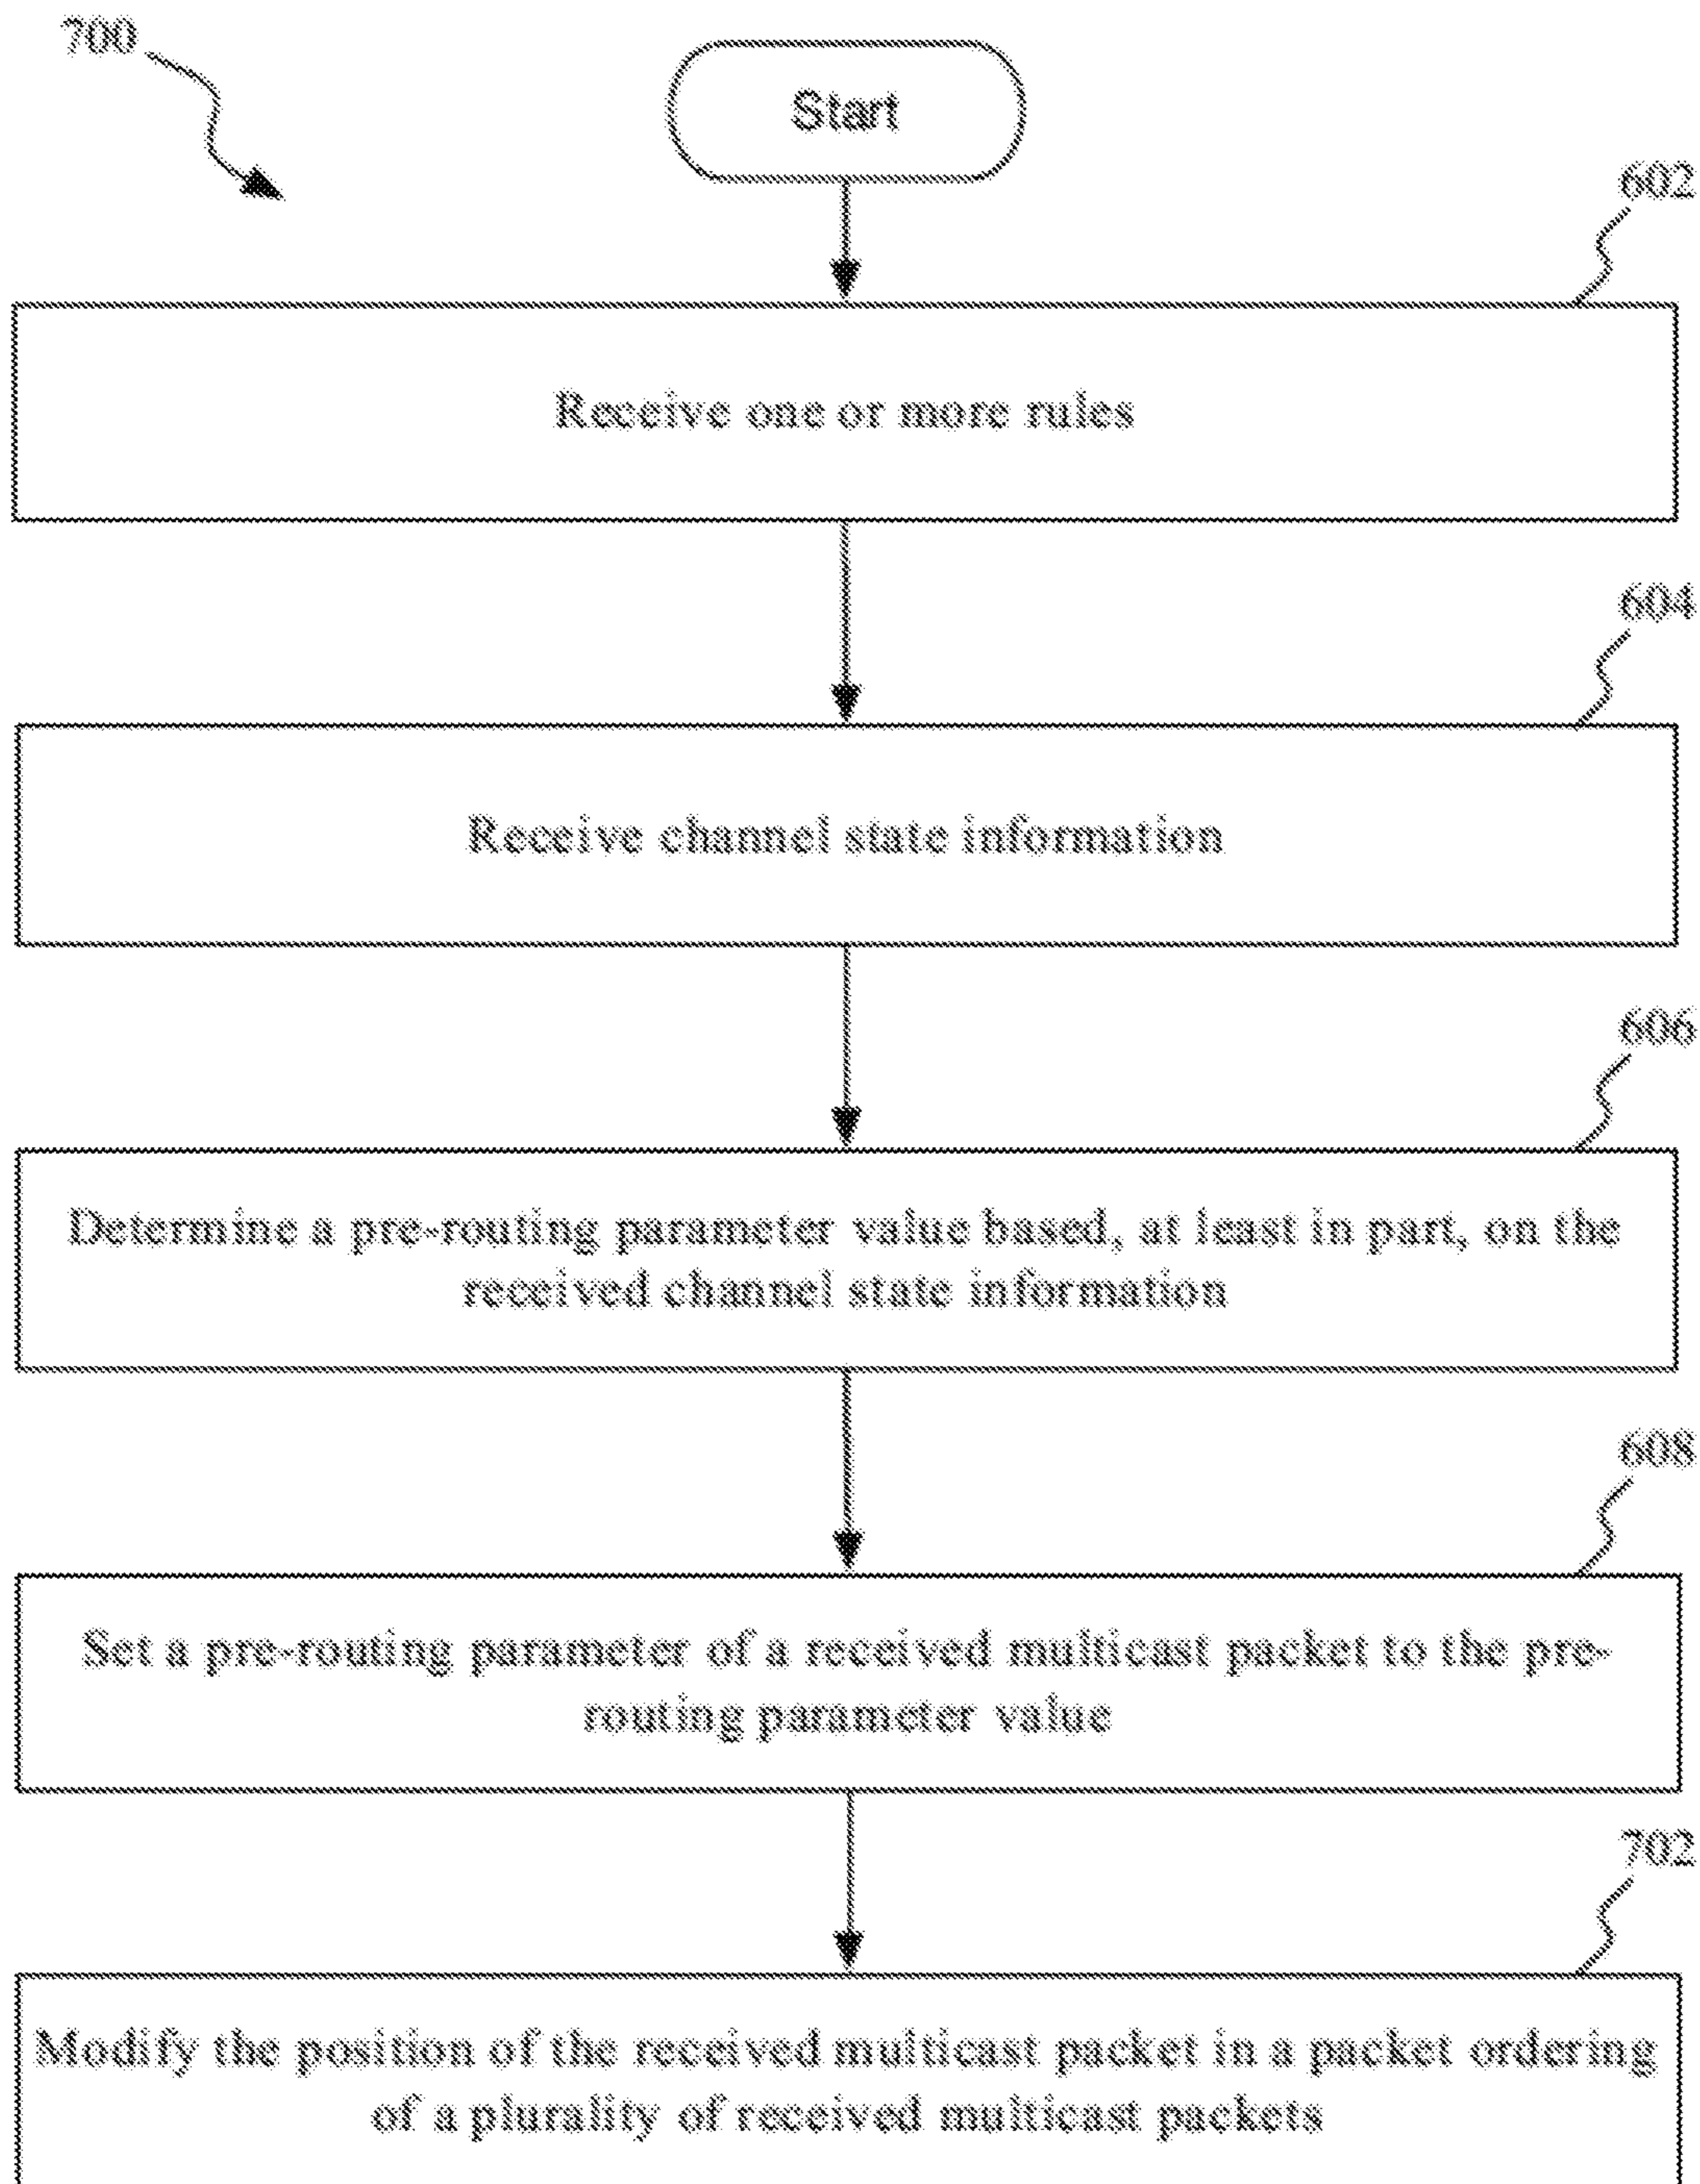 700
Start
602
Receive one or more rules
604
Receive channel state information
606
Determine a pre-routing parameter value based, at least in part, on the
received channel state information
608
Set a pre-routing parameter of a received multicast packet to the pre-
routing parameter value
702
Modify the position of the received multicast packet in a packet ordering
of a plurality of received multicast packets